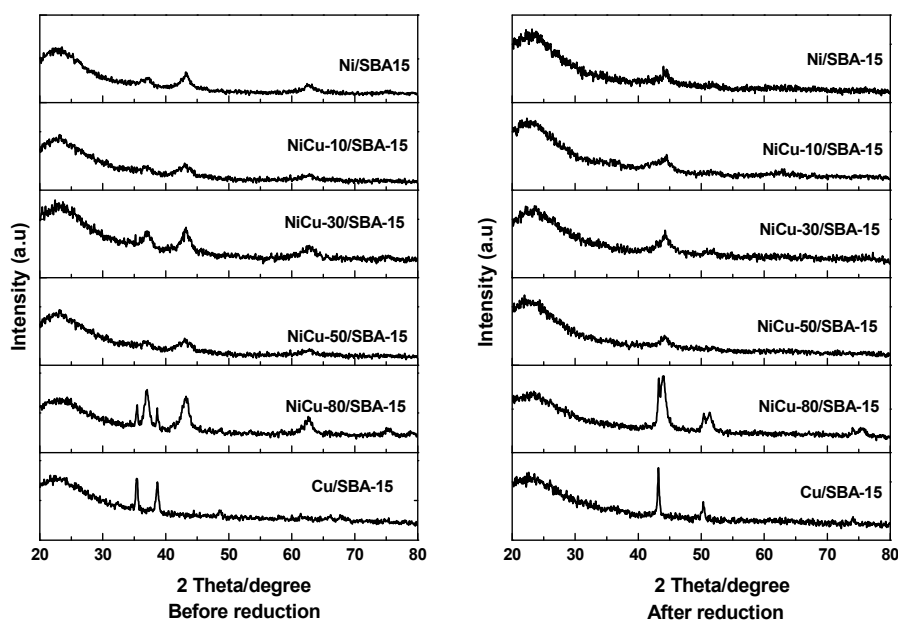 Intensity (a.u)
Ni/SBA15
NiCu-10/SBA-15
NiCu-30/SBA-15
NiCu-50/SBA-15
NiCu-80/SBA-15
Cu/SBA-15
20 30 40 50 60 70 80
2 Theta/degree
Before reduction
Intensity (a.u)
Ni/SBA-15
NiCu-10/SBA-15
NiCu-30/SBA-15
NiCu-50/SBA-15
NiCu-80/SBA-15
Cu/SBA-15
20 30 40 50 60 70 80
2 Theta/degree
After reduction